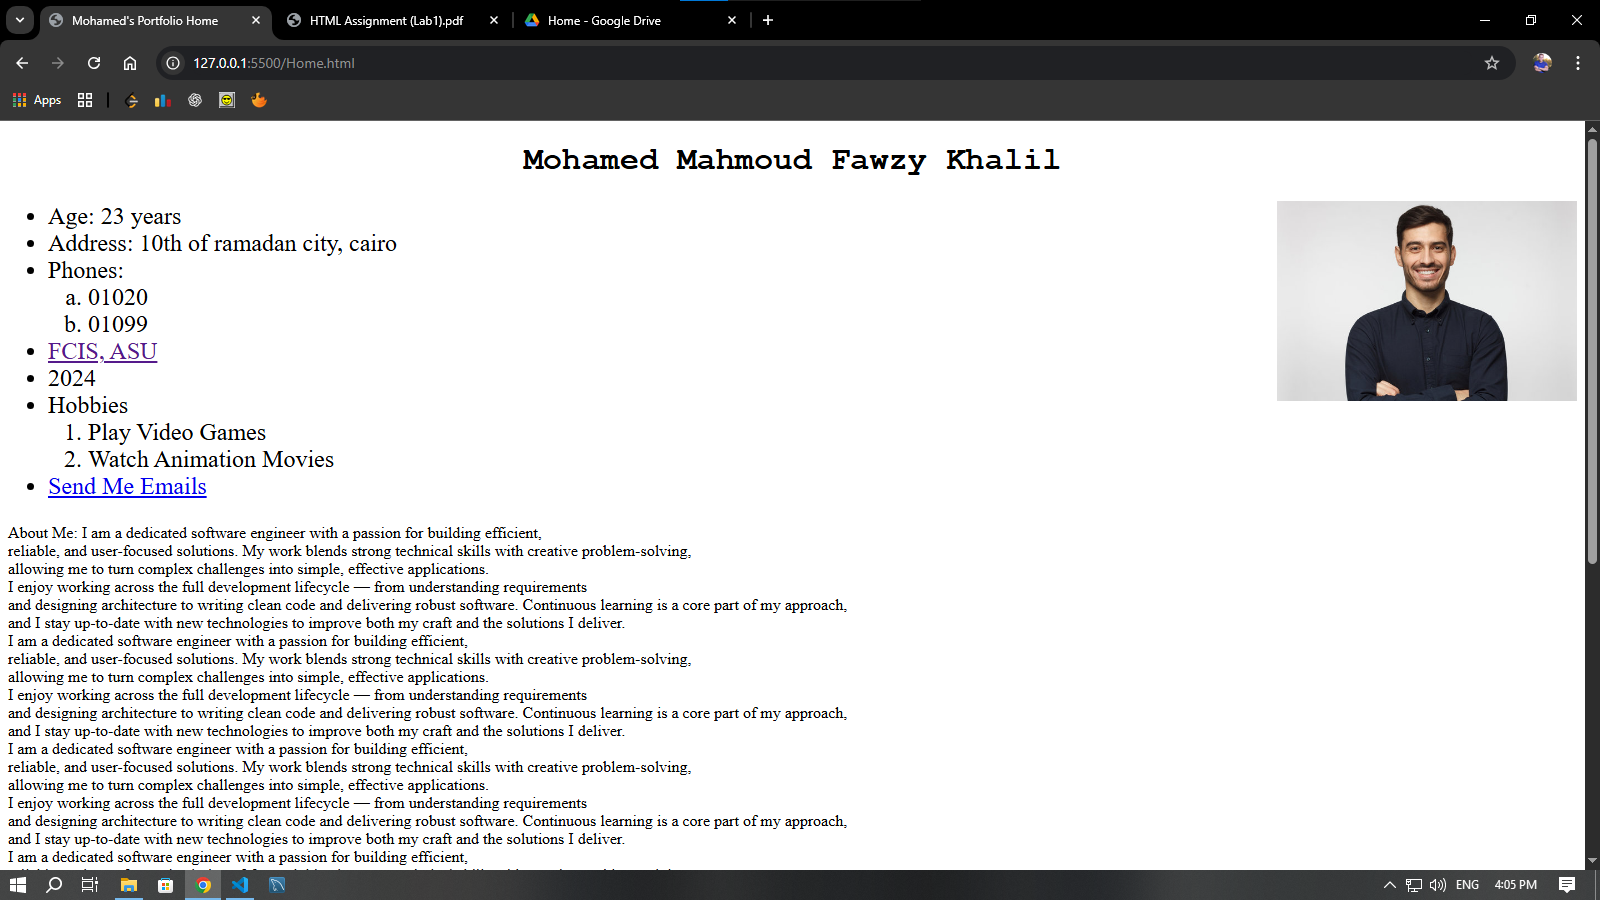 Mohamed's Portfolio Home
HTML Assignment (Lab1).pdf
Home - Google Drive
127.0.0.1:5500/Home.html
Apps
Mohamed Mahmoud Fawzy Khalil
• Age: 23 years
• Address: 10th of ramadan city, cairo
• Phones:
a. 01020
b. 01099
• FCIS, ASU
• 2024
• Hobbies
1. Play Video Games
2. Watch Animation Movies
• Send Me Emails
About Me: I am a dedicated software engineer with a passion for building efficient,
reliable, and user-focused solutions. My work blends strong technical skills with creative problem-solving,
allowing me to turn complex challenges into simple, effective applications.
I enjoy working across the full development lifecycle — from understanding requirements
and designing architecture to writing clean code and delivering robust software. Continuous learning is a core part of my approach,
and I stay up-to-date with new technologies to improve both my craft and the solutions I deliver.
I am a dedicated software engineer with a passion for building efficient,
reliable, and user-focused solutions. My work blends strong technical skills with creative problem-solving,
allowing me to turn complex challenges into simple, effective applications.
I enjoy working across the full development lifecycle — from understanding requirements
and designing architecture to writing clean code and delivering robust software. Continuous learning is a core part of my approach,
and I stay up-to-date with new technologies to improve both my craft and the solutions I deliver.
I am a dedicated software engineer with a passion for building efficient,
reliable, and user-focused solutions. My work blends strong technical skills with creative problem-solving,
allowing me to turn complex challenges into simple, effective applications.
I enjoy working across the full development lifecycle — from understanding requirements
and designing architecture to writing clean code and delivering robust software. Continuous learning is a core part of my approach,
and I stay up-to-date with new technologies to improve both my craft and the solutions I deliver.
I am a dedicated software engineer with a passion for building efficient,
ENG
4:05 PM